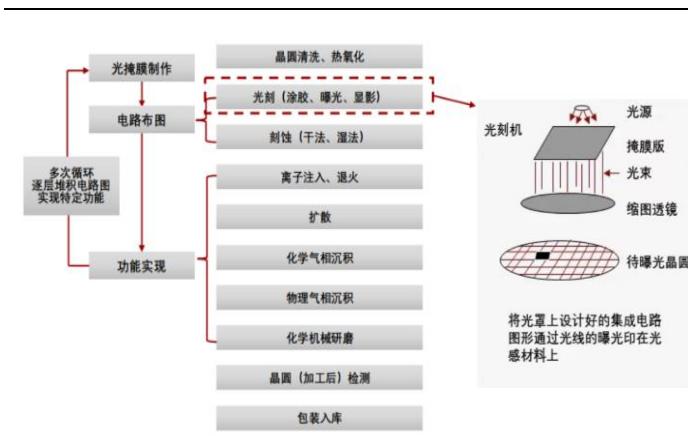 光掩膜制作
电路布图
多次循环
逐层堆积电路图
实现特定功能
功能实现
晶圆清洗、热氧化
光刻（涂胶、曝光、显影）
刻蚀（干法、湿法）
离子注入、退火
扩散
化学气相沉积
物理气相沉积
化学机械研磨
晶圆（加工后）检测
包装入库
光刻机
光源
掩膜版
光束
缩图透镜
待曝光晶圆
将光罩上设计好的集成电路
图形通过光线的曝光印在光
感材料上